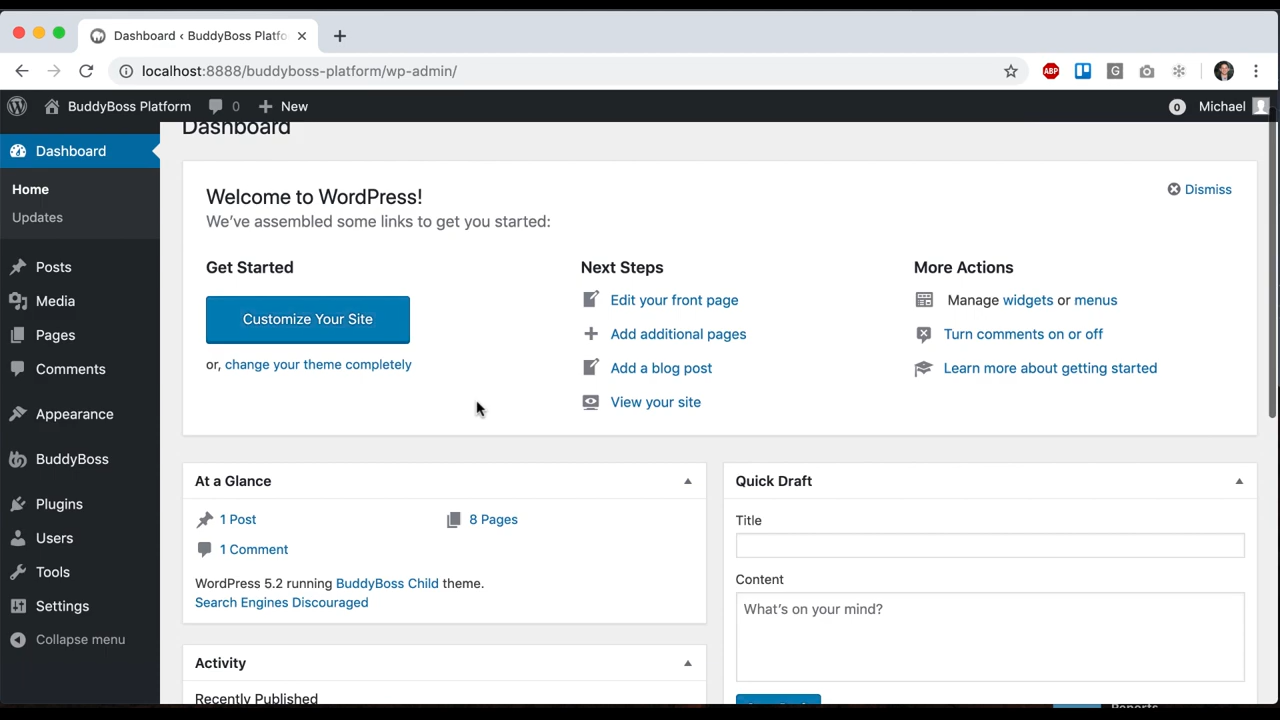 Dashboard ‹ BuddyBoss Platfo
localhost:8888/buddyboss-platform/wp-admin/
ABP
G
BuddyBoss Platform
0
New
0
Michael
Dashboard
Home
Updates
Posts
Media
Pages
Comments
Appearance
BuddyBoss
Plugins
Users
Tools
Settings
Collapse menu
Dashboard
Welcome to WordPress!
Dismiss
We've assembled some links to get you started:
Get Started
Customize Your Site
or, change your theme completely
Next Steps
Edit your front page
Add additional pages
Add a blog post
View your site
More Actions
Manage widgets or menus
Turn comments on or off
Learn more about getting started
At a Glance
1 Post
8 Pages
1 Comment
WordPress 5.2 running BuddyBoss Child theme.
Search Engines Discouraged
Activity
Recently Published
Quick Draft
Title
Content
What's on your mind?